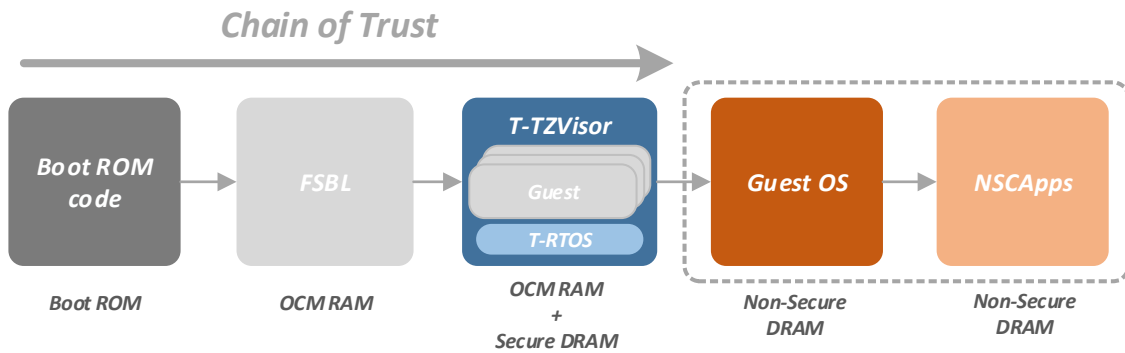 Chain of Trust
Boot ROM
code
FSBL
T-TZVisor
Guest
T-RTOS
Guest OS
NSCApps
Boot ROM
OCM RAM
OCM RAM
+
Secure DRAM
Non-Secure
DRAM
Non-Secure
DRAM